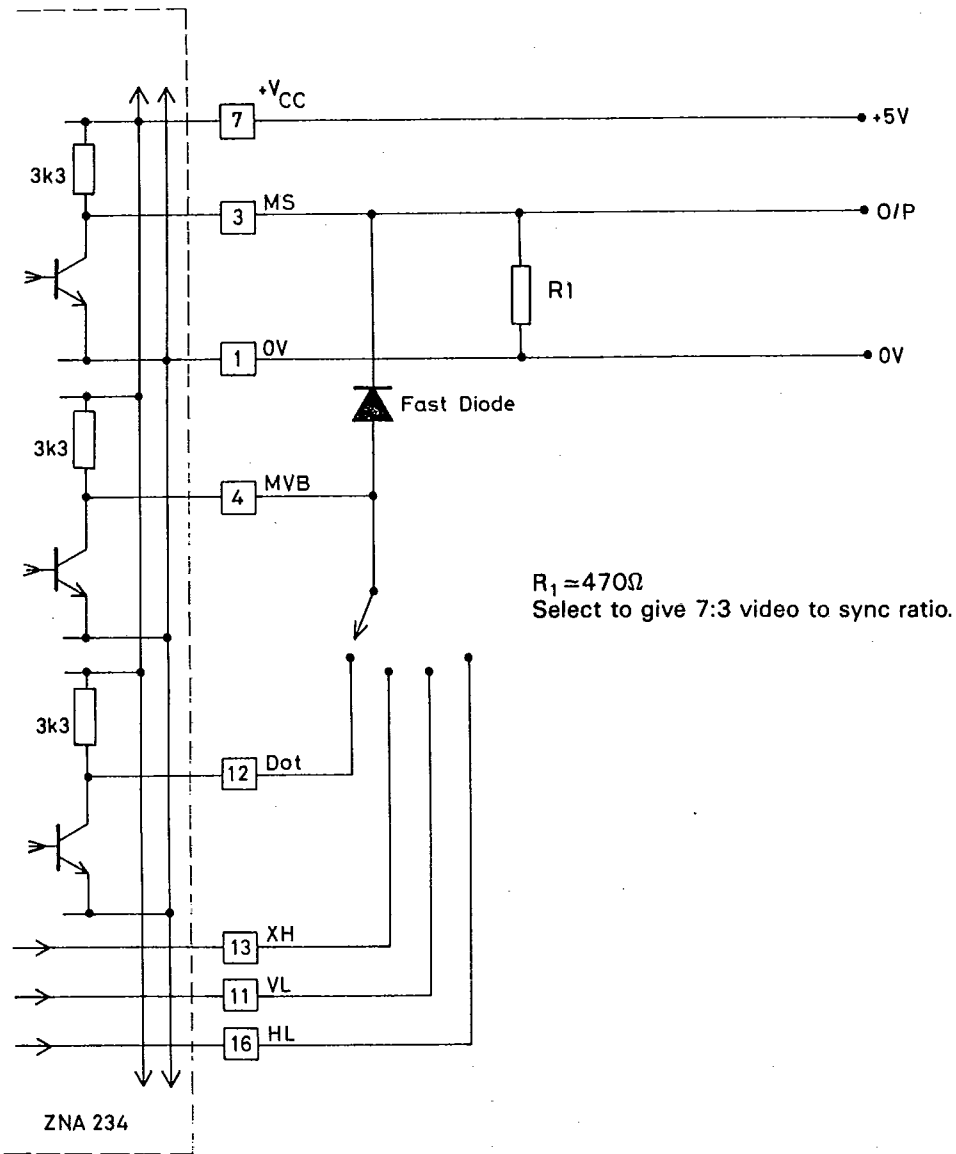 +VCC
7
+5V
3k3
3
MS
O/P
R1
1
0V
0V
Fast Diode
3k3
4
MVB
R1≃470Ω
Select to give 7:3 video to sync ratio.
3k3
12
Dot
13
XH
11
VL
16
HL
ZNA 234